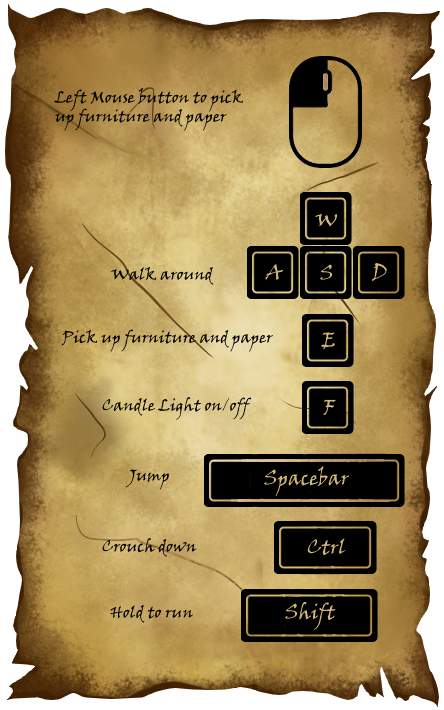 Left Mouse button to pick
up furniture and paper
W
Walk around A S D
Pick up furniture and paper E
Candle Light on/off F
Jump Spacebar
Crouch down Ctrl
Hold to run Shift